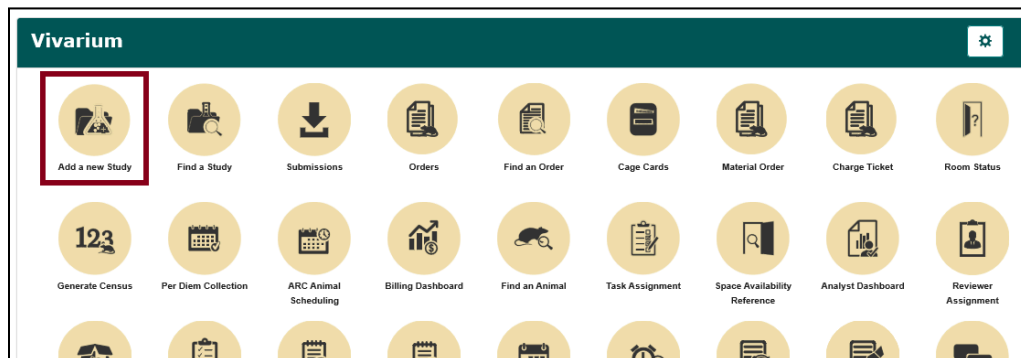 Vivarium
Add a new Study Find a Study Submissions Orders Find an Order Cage Cards Material Order Charge Ticket Room Status
?
123
Generate Census Per Diem Collection ARC Animal Scheduling Billing Dashboard Find an Animal Task Assignment Space Availability Reference Analyst Dashboard Reviewer Assignment